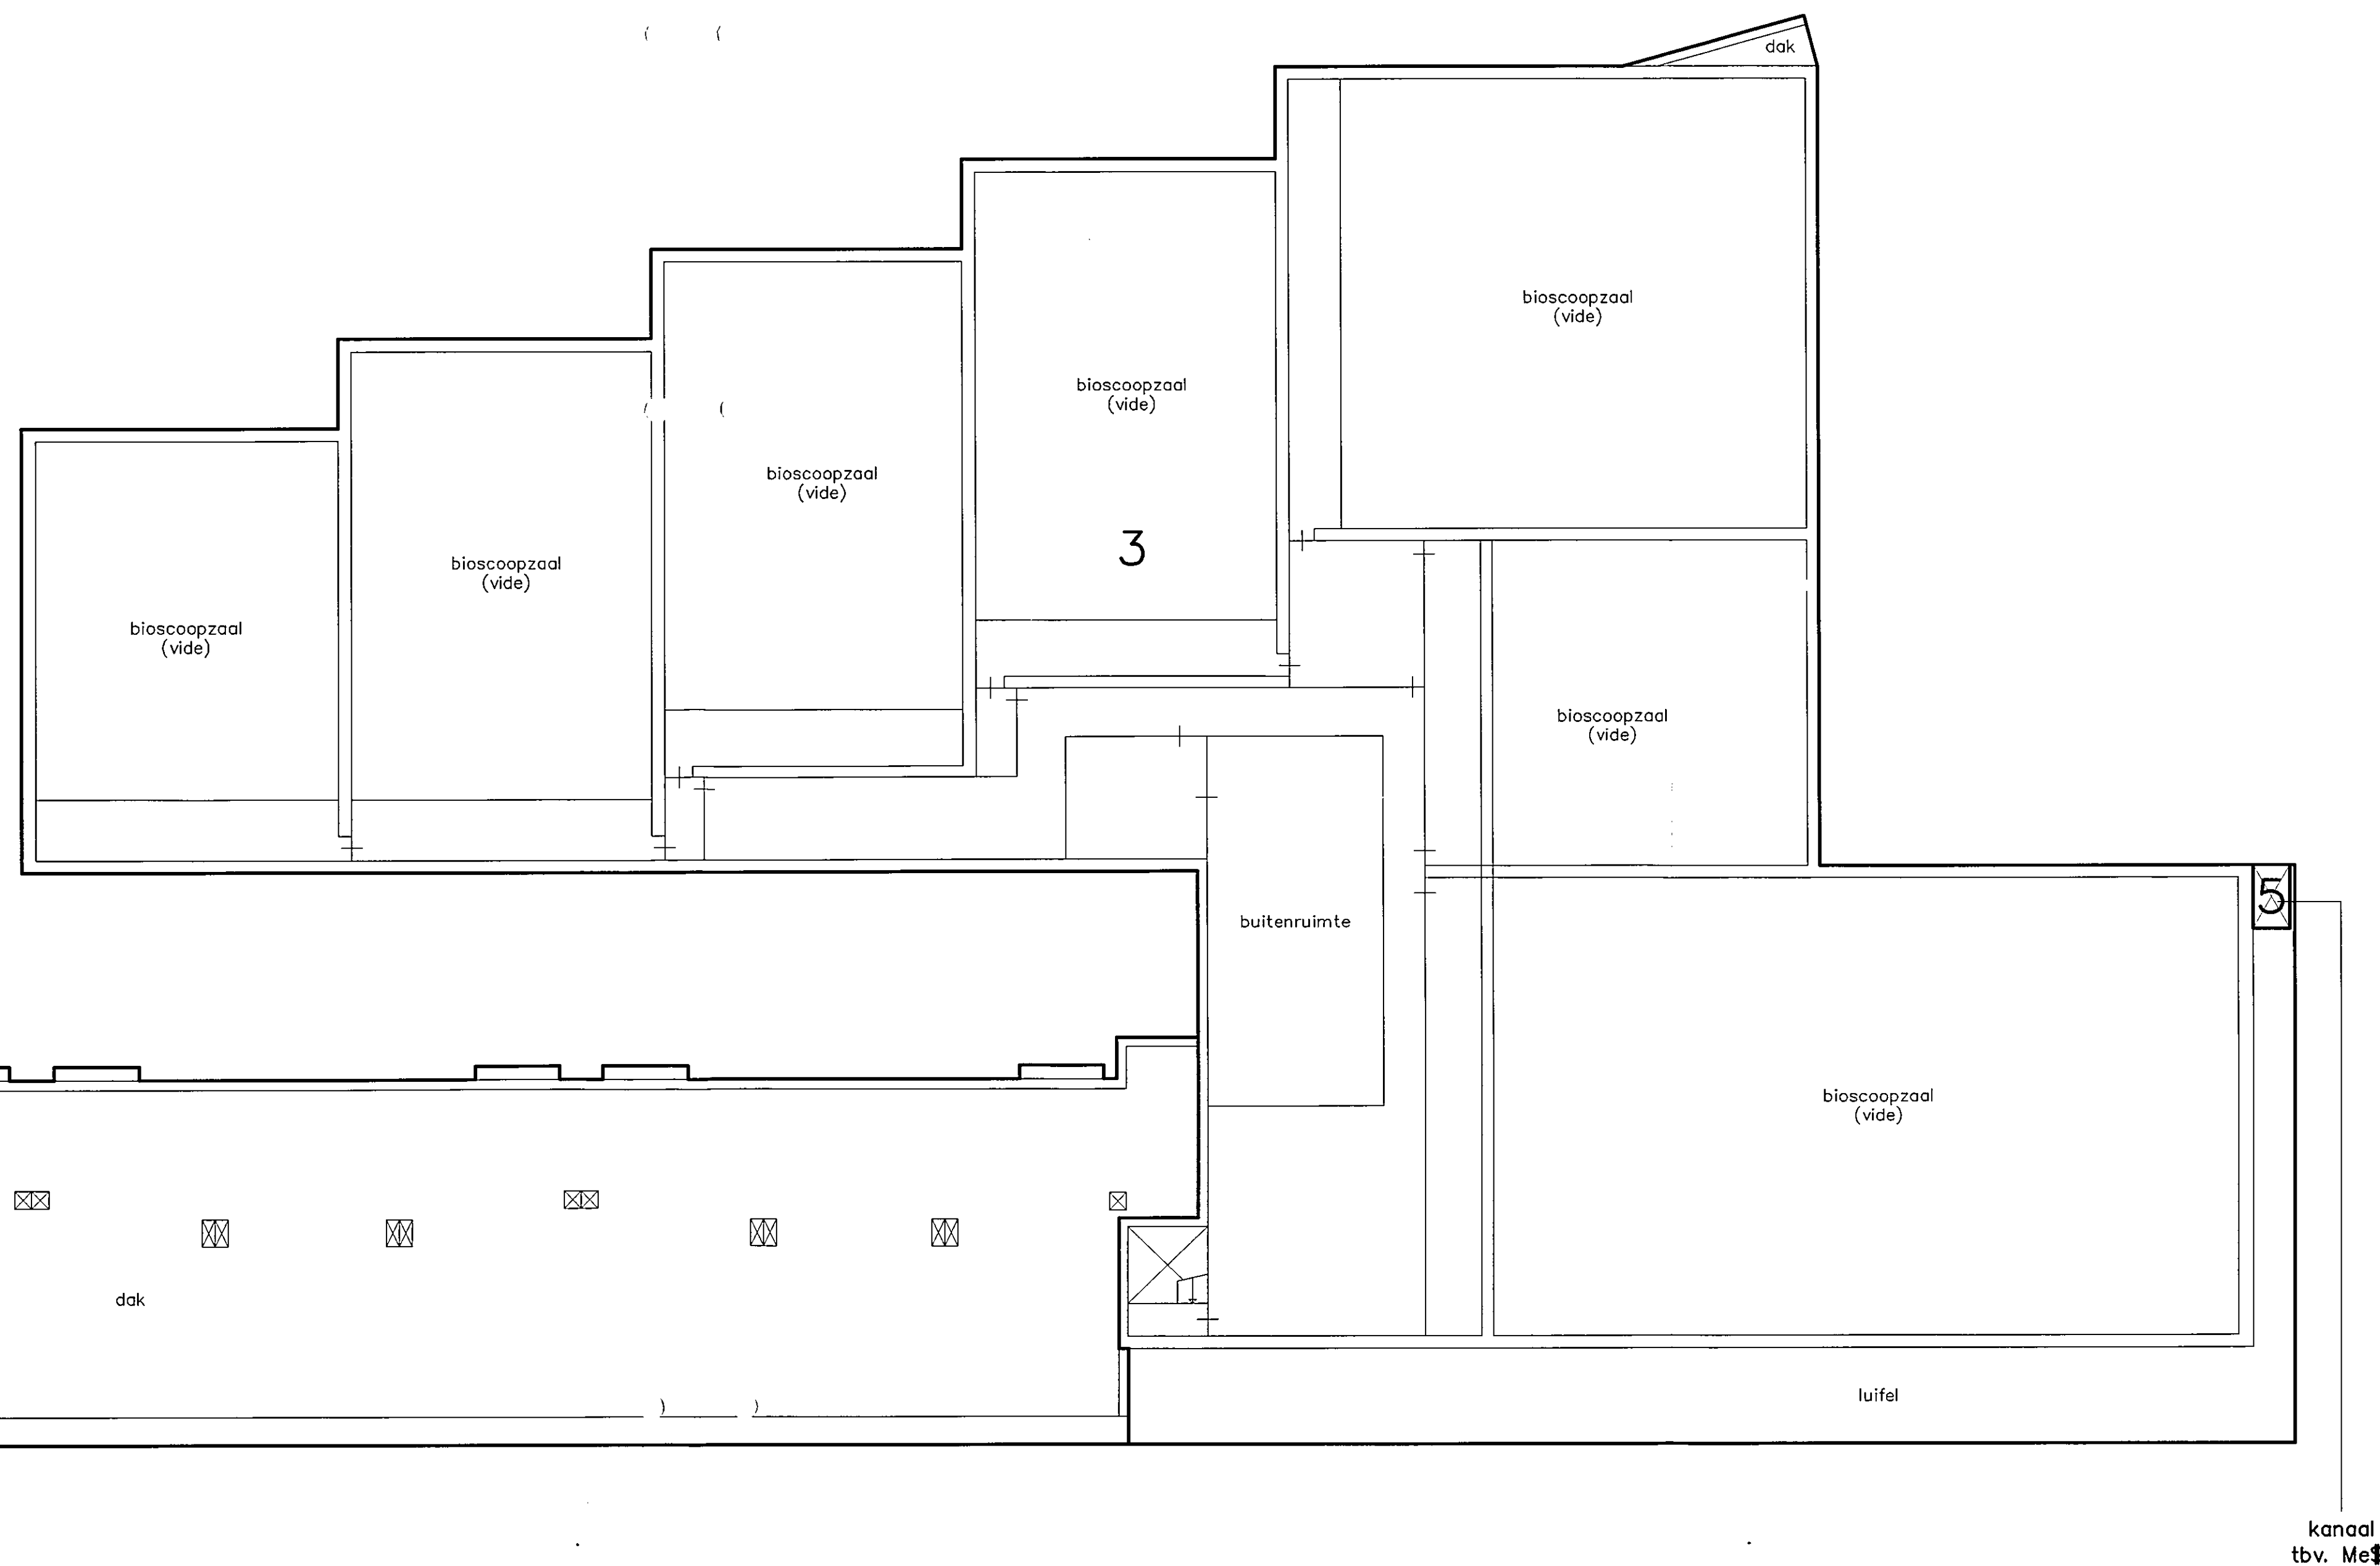 dak
bioscoopzaal
(vide)
bioscoopzaal
(vide)
bioscoopzaal
(vide)
3
bioscoopzaal
(vide)
bioscoopzaal
(vide)
bioscoopzaal
(vide)
5
buitenruimte
bioscoopzaal
(vide)
dak
luifel
kanaal
tbv.